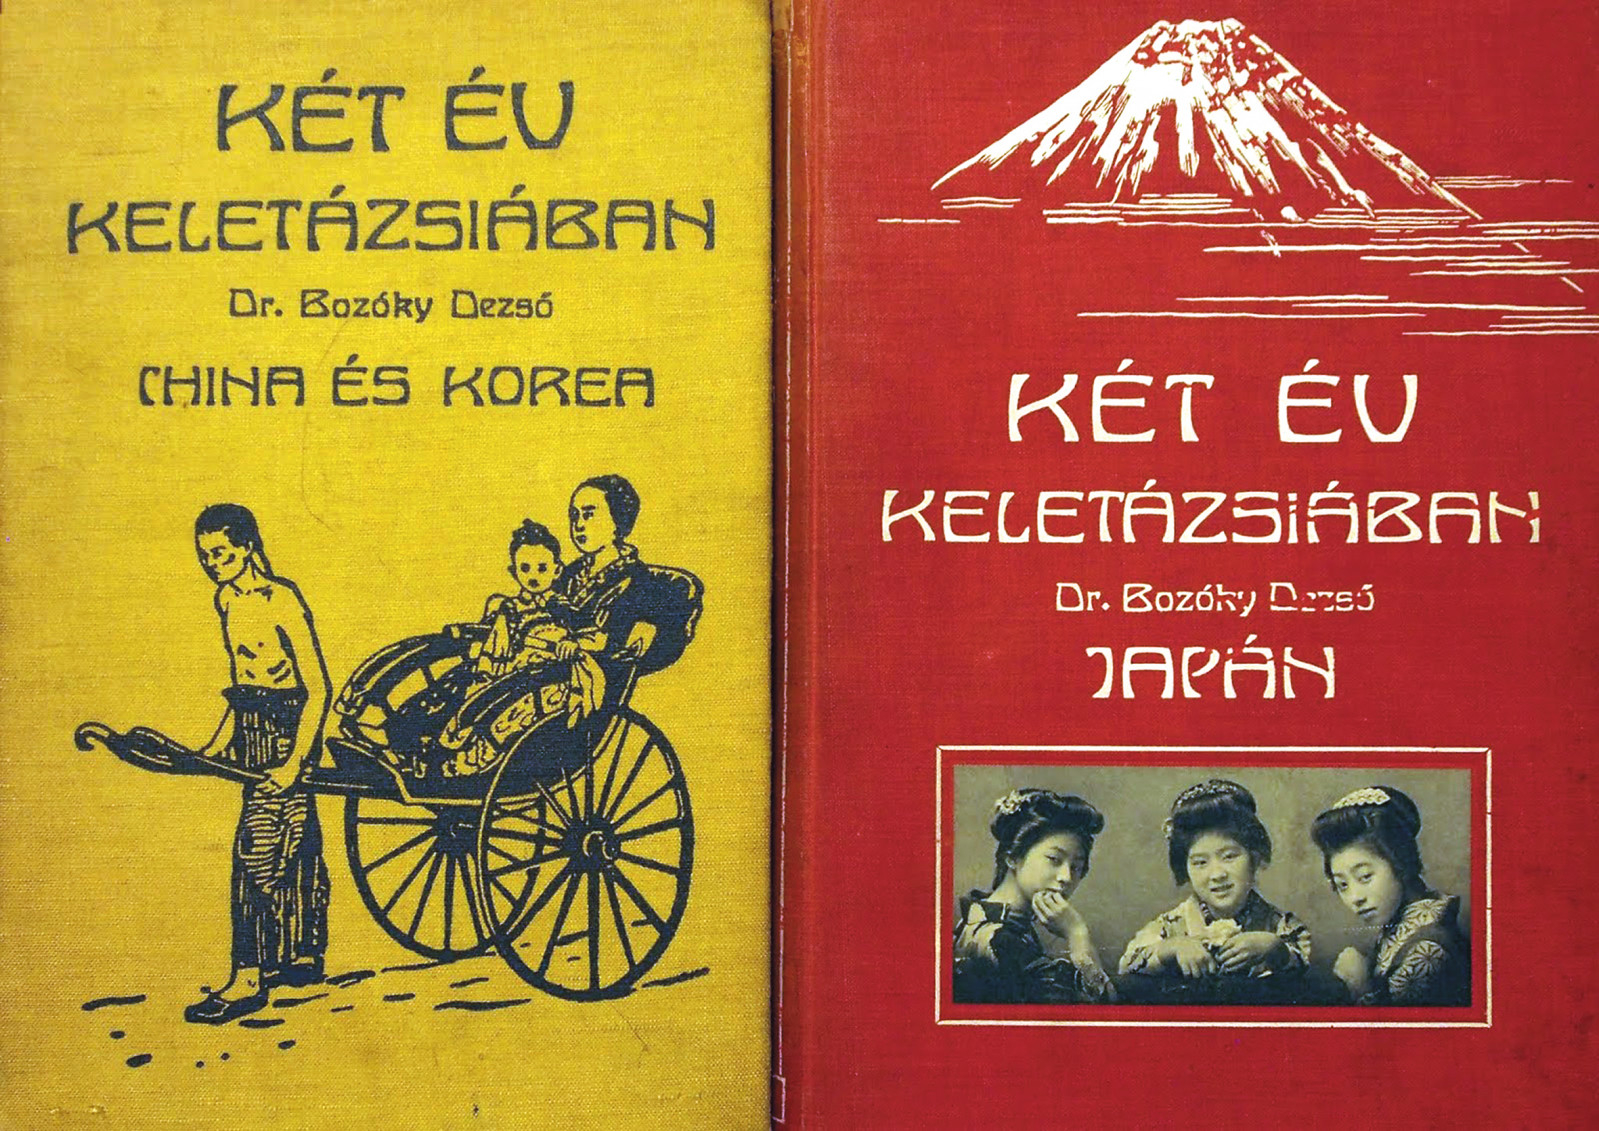 KÉT ÉV
KELETÁZSIÁBAN
Dr. Bozóky Dezső
CHINA ÉS KOREA
KÉT ÉV
KELETÁZSIÁBAN
Dr. Bozóky Dezső
JAPÁN